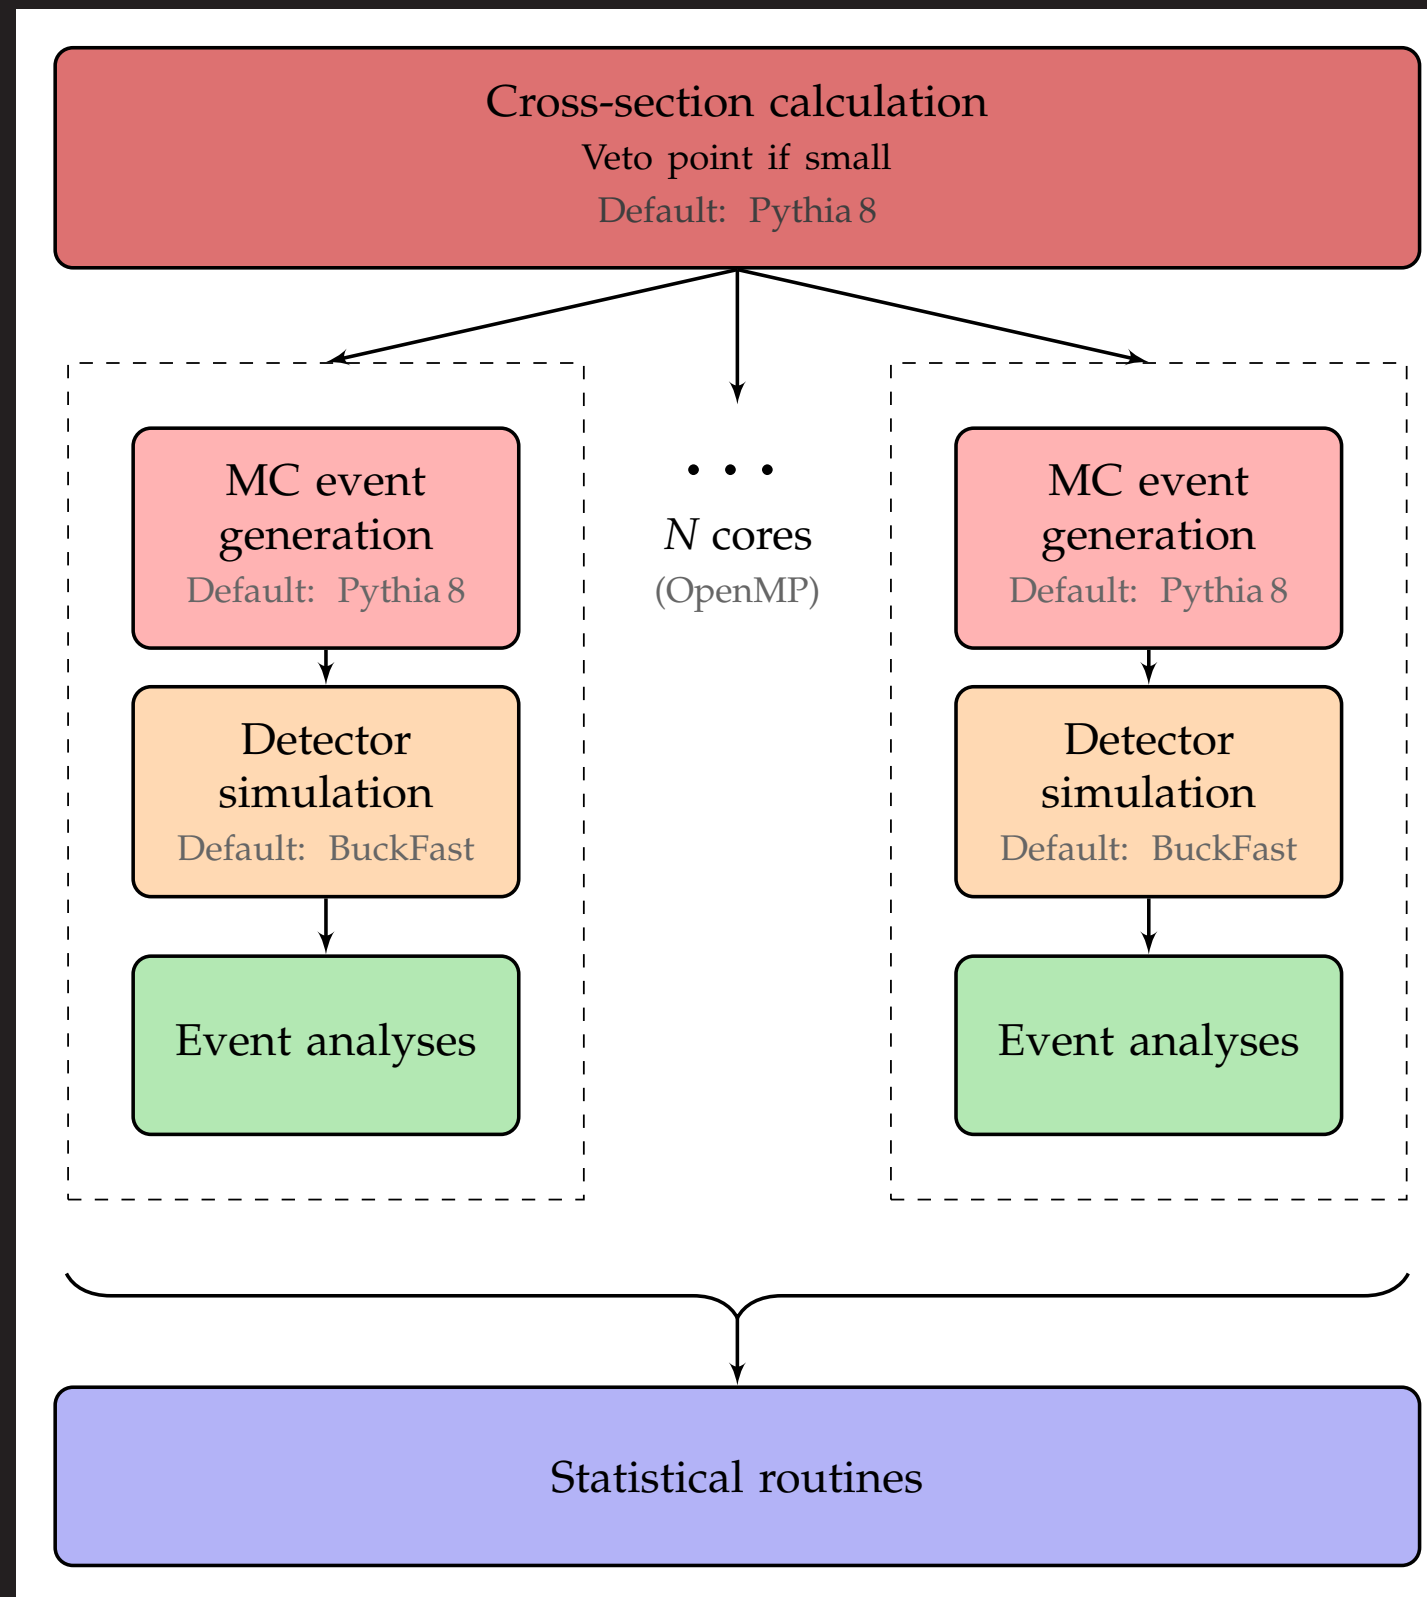 Cross-section calculation
Veto point if small
Default: Pythia 8
MC event
generation
Default: Pythia 8
Detector
simulation
Default: BuckFast
Event analyses
• • •
N cores
(OpenMP)
MC event
generation
Default: Pythia 8
Detector
simulation
Default: BuckFast
Event analyses
Statistical routines